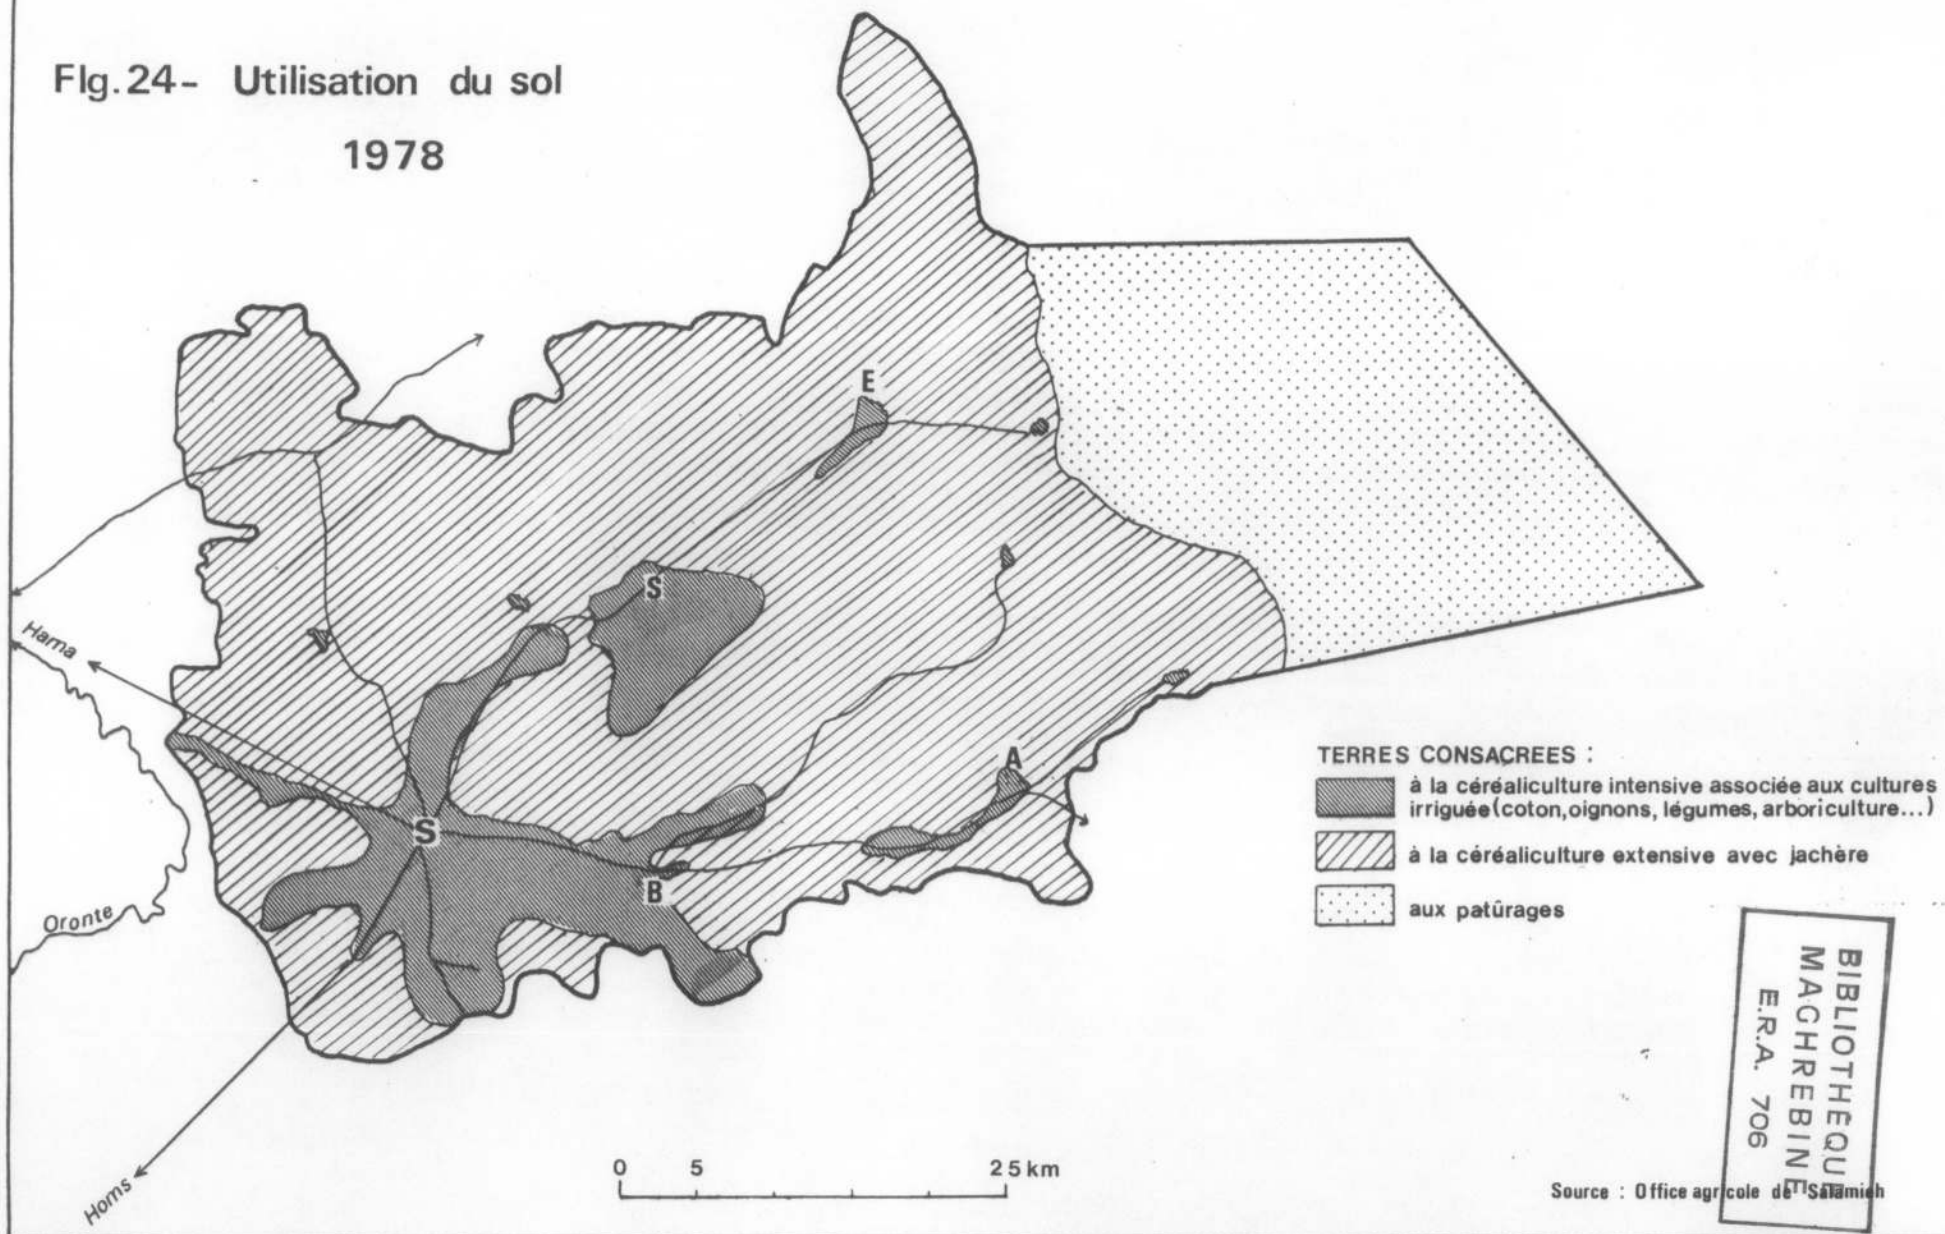 FIg.24- Utilisation du sol
1978
E
S
Hama
S
A
B
Oronte
Homs
TERRES CONSACREES :
à la céréaliculture intensive associée aux cultures
irriguée(coton,oignons, légumes, arboriculture...)
à la céréaliculture extensive avec jachère
aux patûrages
0 5 25 km
BIBLIOTHÉQUE
MAGHREBINE
E.R.A. 706
Source : Office agricole de Salamieh